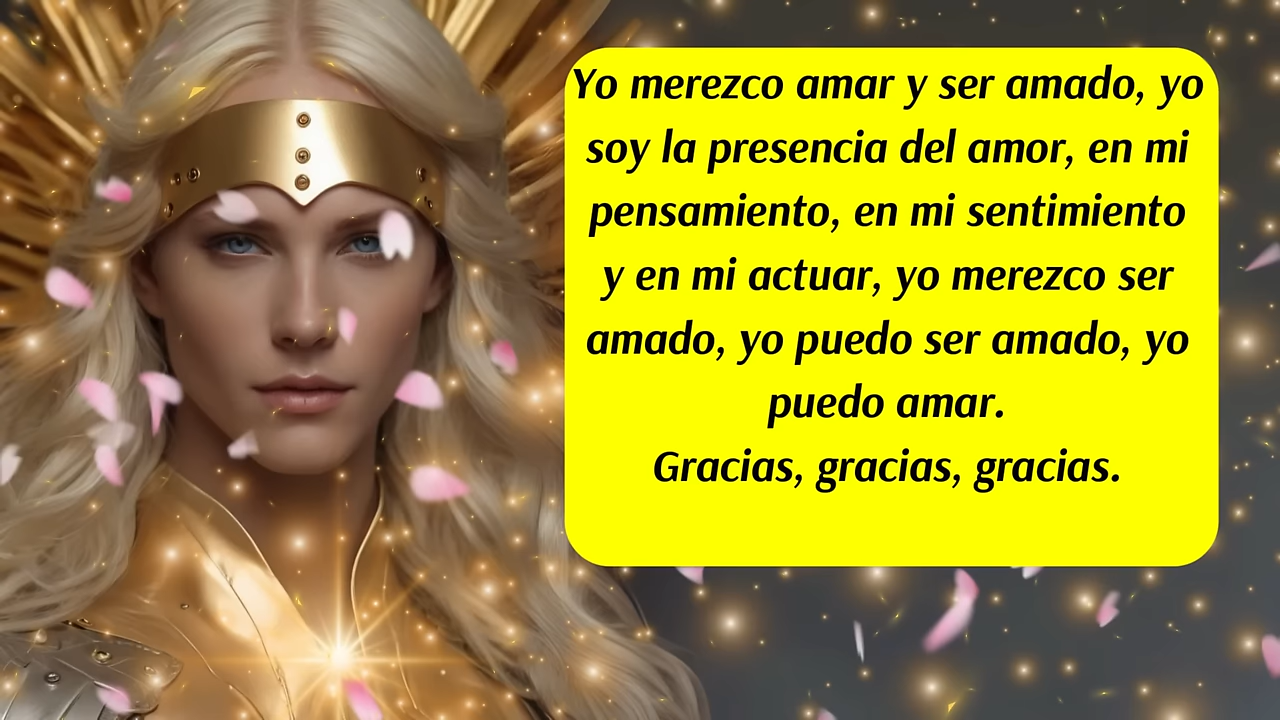 Yo merezco amar y ser amado, yo
soy la presencia del amor, en mi
pensamiento, en mi sentimiento
y en mi actuar, yo merezco ser
amado, yo puedo ser amado, yo
puedo amar.
Gracias, gracias, gracias.